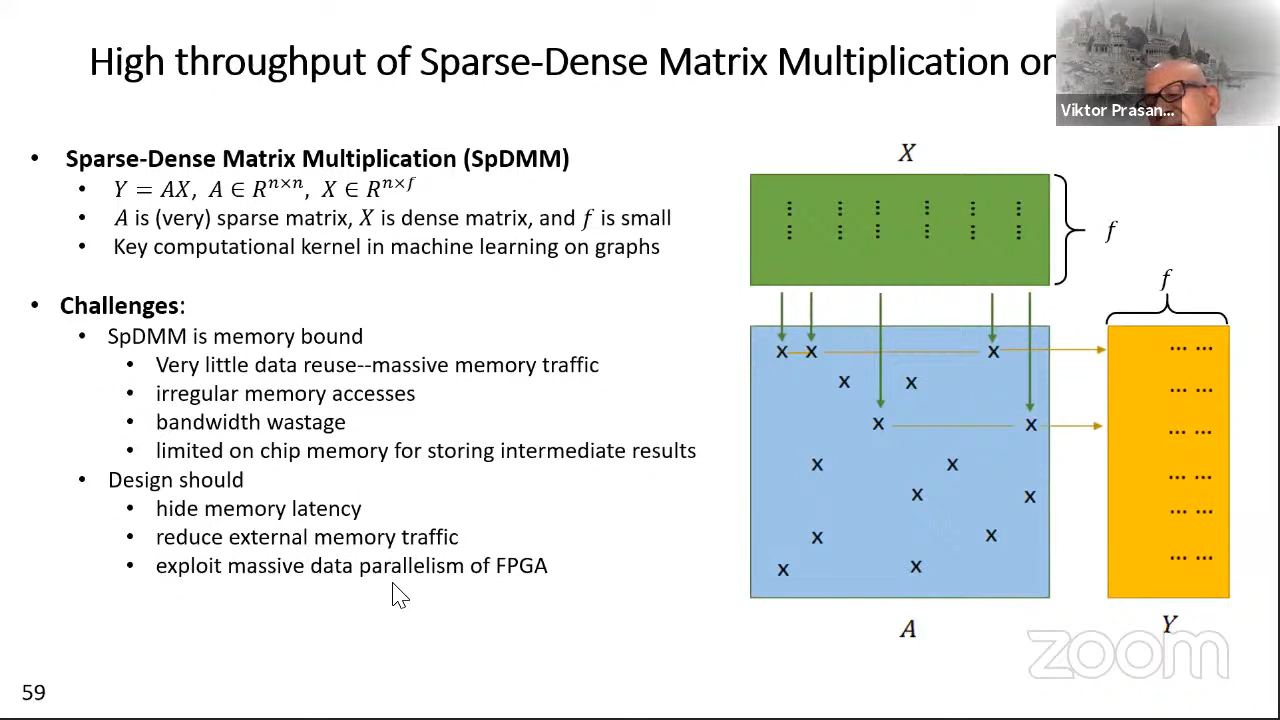 High throughput of Sparse-Dense Matrix Multiplication on
Viktor Prasan...
• Sparse-Dense Matrix Multiplication (SpDMM)
• Y = AX, A ∈ R^{n×n}, X ∈ R^{n×f}
• A is (very) sparse matrix, X is dense matrix, and f is small
• Key computational kernel in machine learning on graphs
• Challenges:
• SpDMM is memory bound
• Very little data reuse--massive memory traffic
• irregular memory accesses
• bandwidth wastage
• limited on chip memory for storing intermediate results
• Design should
• hide memory latency
• reduce external memory traffic
• exploit massive data parallelism of FPGA
X
f
f
x x x
x x
x x
x x
x x
x x
x x
A
Y
zoom
59